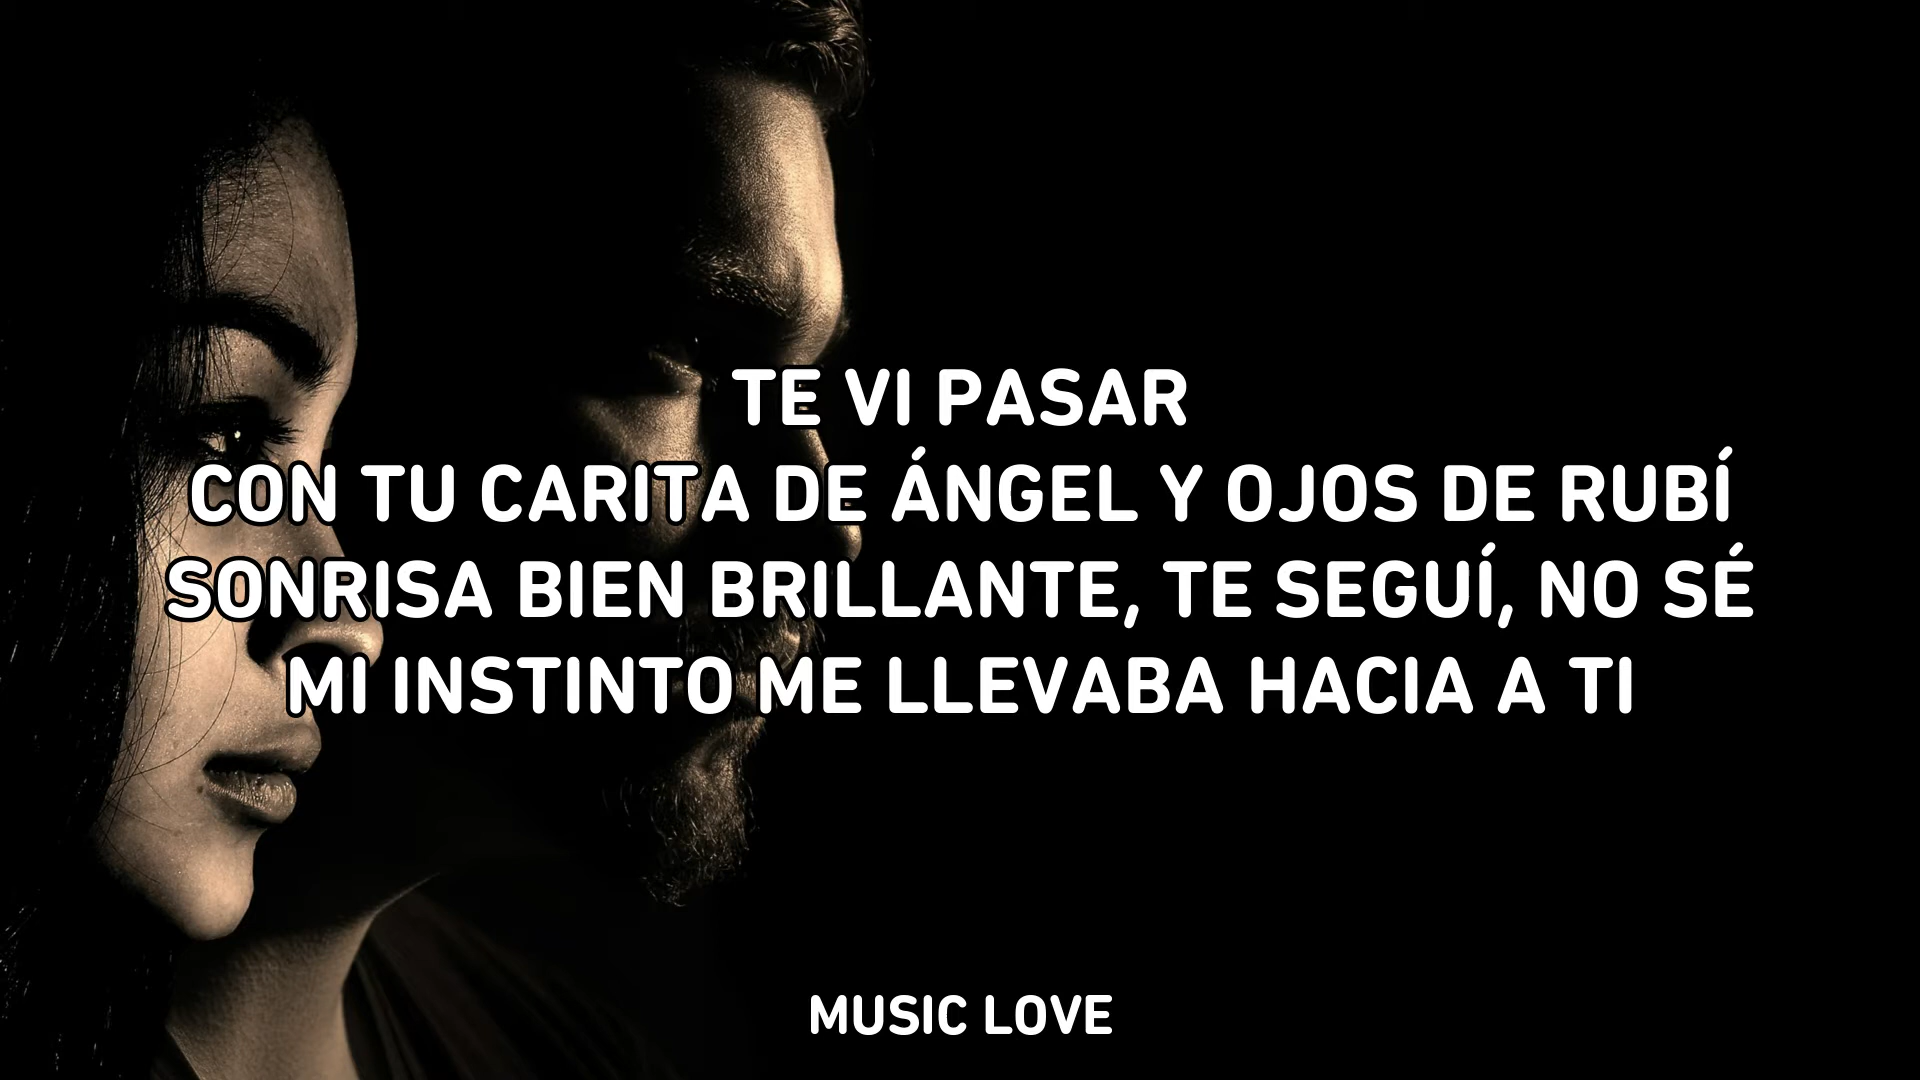 TE VI PASAR
CON TU CARITA DE ÁNGEL Y OJOS DE RUBÍ
SONRISA BIEN BRILLANTE, TE SEGUÍ, NO SÉ
MI INSTINTO ME LLEVABA HACIA A TI
MUSIC LOVE